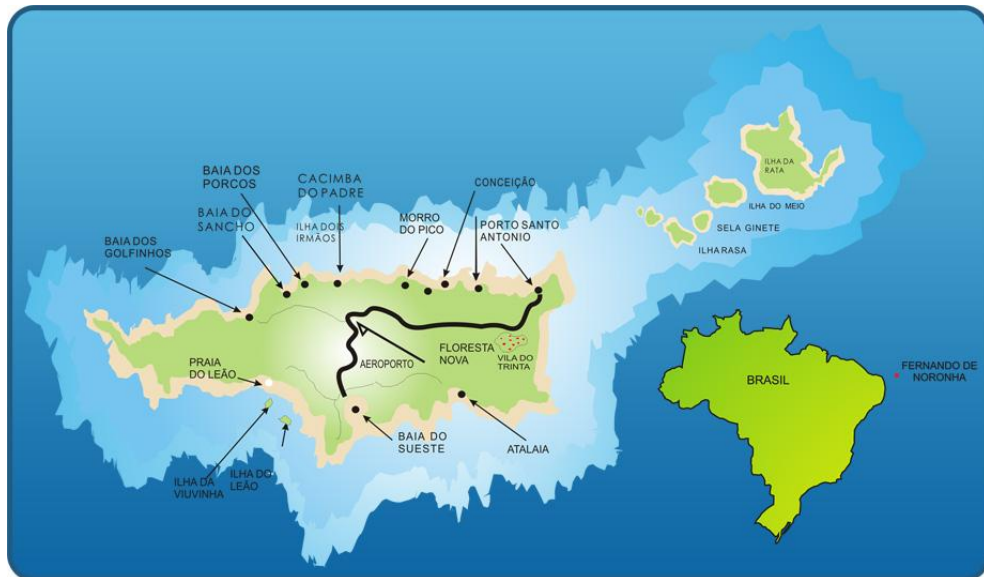 ILHA DA
RATA
BAIA DOS
PORCOS
CACIMBA
DO PADRE
CONCEIÇÃO
ILHA DO MEIO
BAIA DO
SANCHO
ILHA DOIS
IRMÃOS
MORRO
DO PICO
PORTO SANTO
ANTONIO
SELA GINETE
BAIA DOS
GOLFINHOS
ILHA RASA
FLORESTA
NOVA
VILA DO
TRINTA
PRAIA
DO LEÃO
AEROPORTO
BRASIL
FERNANDO DE
NORONHA
BAIA DO
SUESTE
ATALAIA
ILHA DA
VIUVINHA
ILHA DO
LEÃO